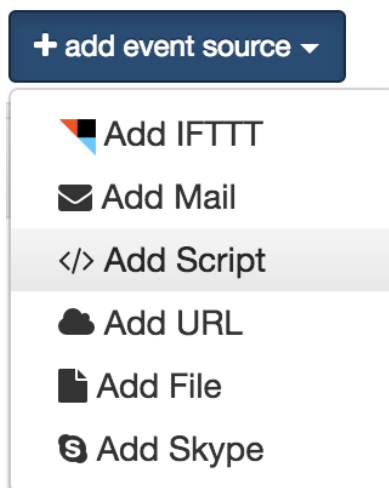 + add event source
Add IFTTT
Add Mail
</> Add Script
Add URL
Add File
Add Skype